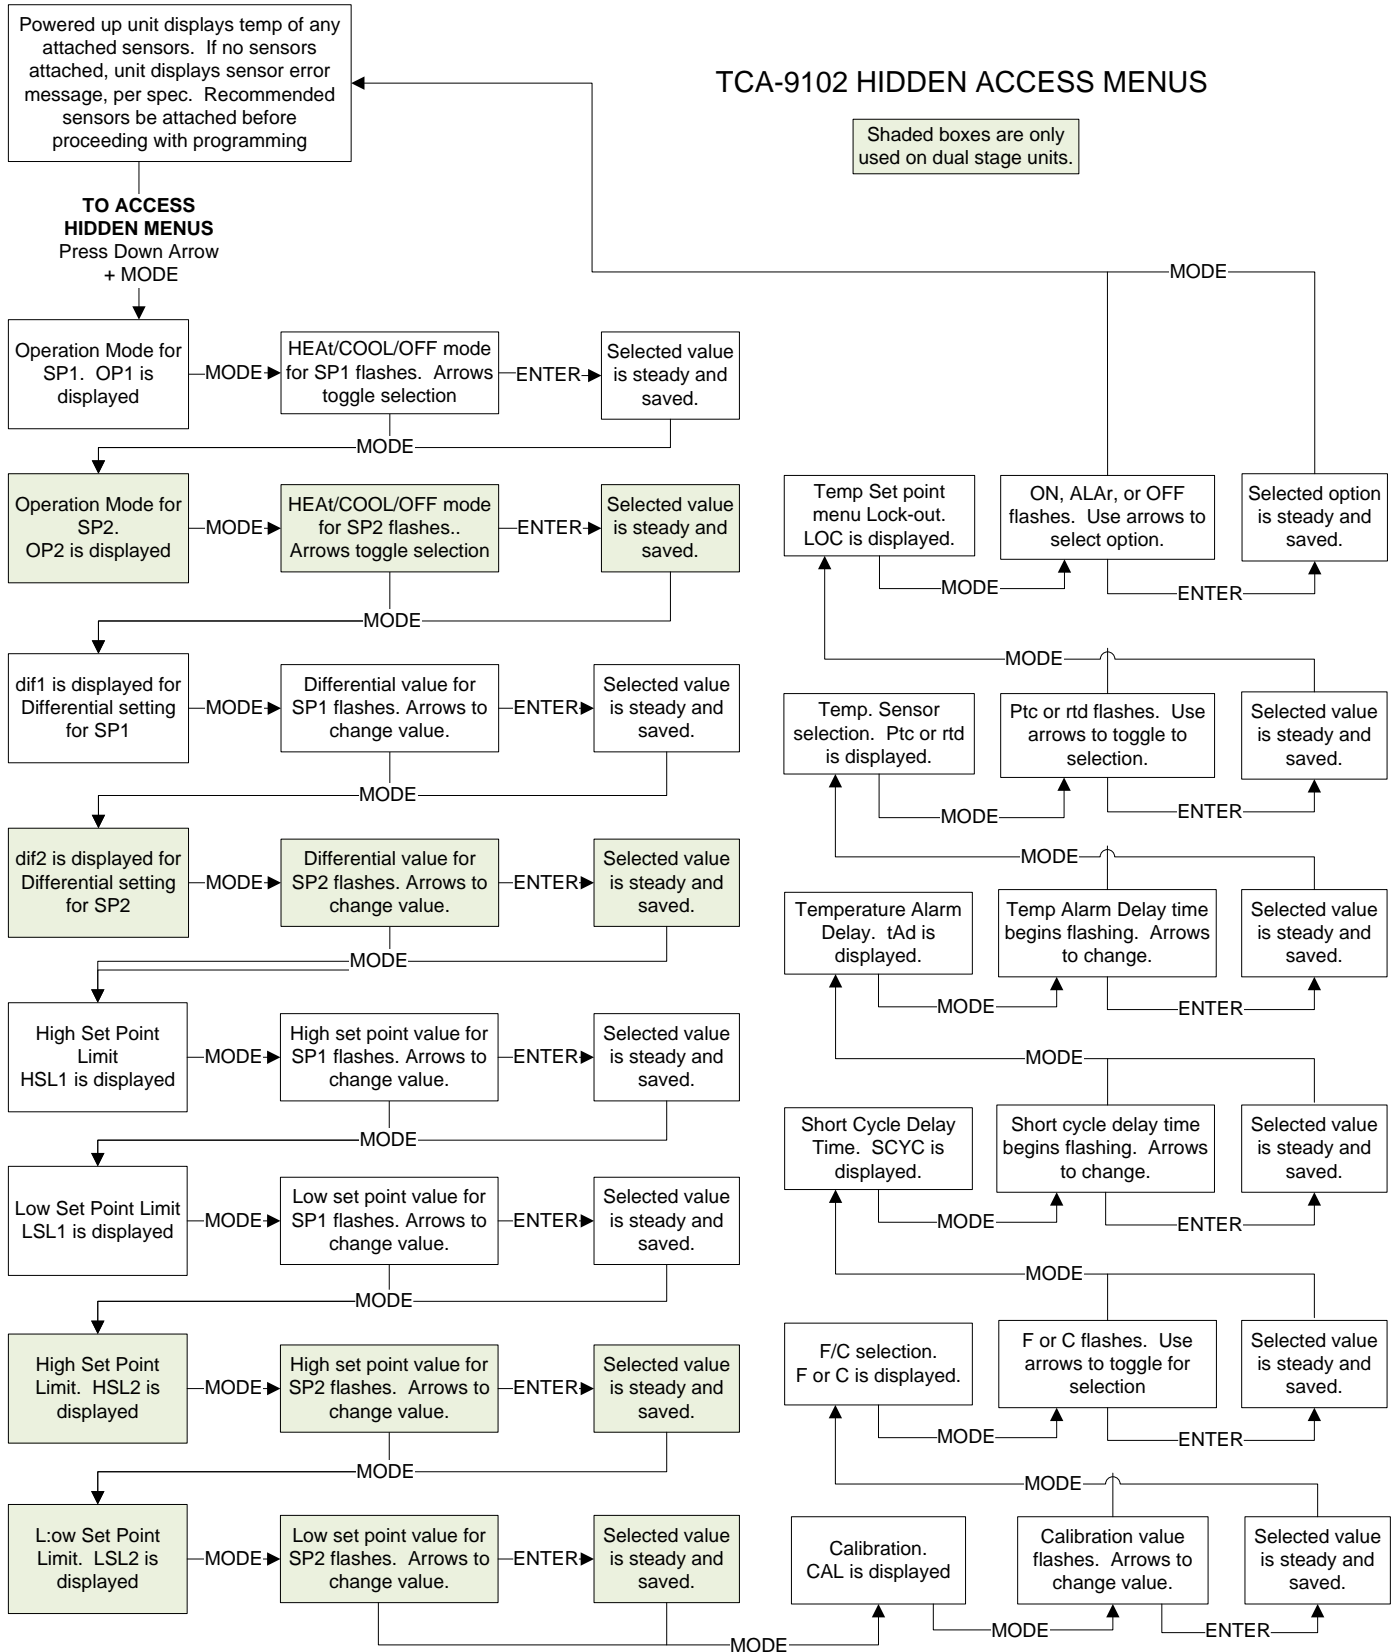 Powered up unit displays temp of any
attached sensors. If no sensors
attached, unit displays sensor error
message, per spec. Recommended
sensors be attached before
proceeding with programming
TCA-9102 HIDDEN ACCESS MENUS
Shaded boxes are only
used on dual stage units.
TO ACCESS
HIDDEN MENUS
Press Down Arrow
+ MODE
Operation Mode for
SP1. OP1 is
displayed
MODE
HEAt/COOL/OFF mode
for SP1 flashes. Arrows
toggle selection
ENTER
Selected value
is steady and
saved.
MODE
Operation Mode for
SP2.
OP2 is displayed
MODE
HEAt/COOL/OFF mode
for SP2 flashes..
Arrows toggle selection
ENTER
Selected value
is steady and
saved.
MODE
dif1 is displayed for
Differential setting
for SP1
MODE
Differential value for
SP1 flashes. Arrows to
change value.
ENTER
Selected value
is steady and
saved.
MODE
dif2 is displayed for
Differential setting
for SP2
MODE
Differential value for
SP2 flashes. Arrows to
change value.
ENTER
Selected value
is steady and
saved.
MODE
High Set Point
Limit
HSL1 is displayed
MODE
High set point value for
SP1 flashes. Arrows to
change value.
ENTER
Selected value
is steady and
saved.
MODE
Low Set Point Limit
LSL1 is displayed
MODE
Low set point value for
SP1 flashes. Arrows to
change value.
ENTER
Selected value
is steady and
saved.
MODE
High Set Point
Limit. HSL2 is
displayed
MODE
High set point value for
SP2 flashes. Arrows to
change value.
ENTER
Selected value
is steady and
saved.
MODE
L:ow Set Point
Limit. LSL2 is
displayed
MODE
Low set point value for
SP2 flashes. Arrows to
change value.
ENTER
Selected value
is steady and
saved.
MODE
Calibration.
CAL is displayed
MODE
Calibration value
flashes. Arrows to
change value.
ENTER
Selected value
is steady and
saved.
MODE
F/C selection.
F or C is displayed.
MODE
F or C flashes. Use
arrows to toggle for
selection
ENTER
Selected value
is steady and
saved.
MODE
Short Cycle Delay
Time. SCYC is
displayed.
MODE
Short cycle delay time
begins flashing. Arrows
to change.
ENTER
Selected value
is steady and
saved.
MODE
Temperature Alarm
Delay. tAd is
displayed.
MODE
Temp Alarm Delay time
begins flashing. Arrows
to change.
ENTER
Selected value
is steady and
saved.
MODE
Temp. Sensor
selection. Ptc or rtd
is displayed.
MODE
Ptc or rtd flashes. Use
arrows to toggle to
selection.
ENTER
Selected value
is steady and
saved.
MODE
Temp Set point
menu Lock-out.
LOC is displayed.
MODE
ON, ALAr, or OFF
flashes. Use arrows to
select option.
ENTER
Selected option
is steady and
saved.
MODE